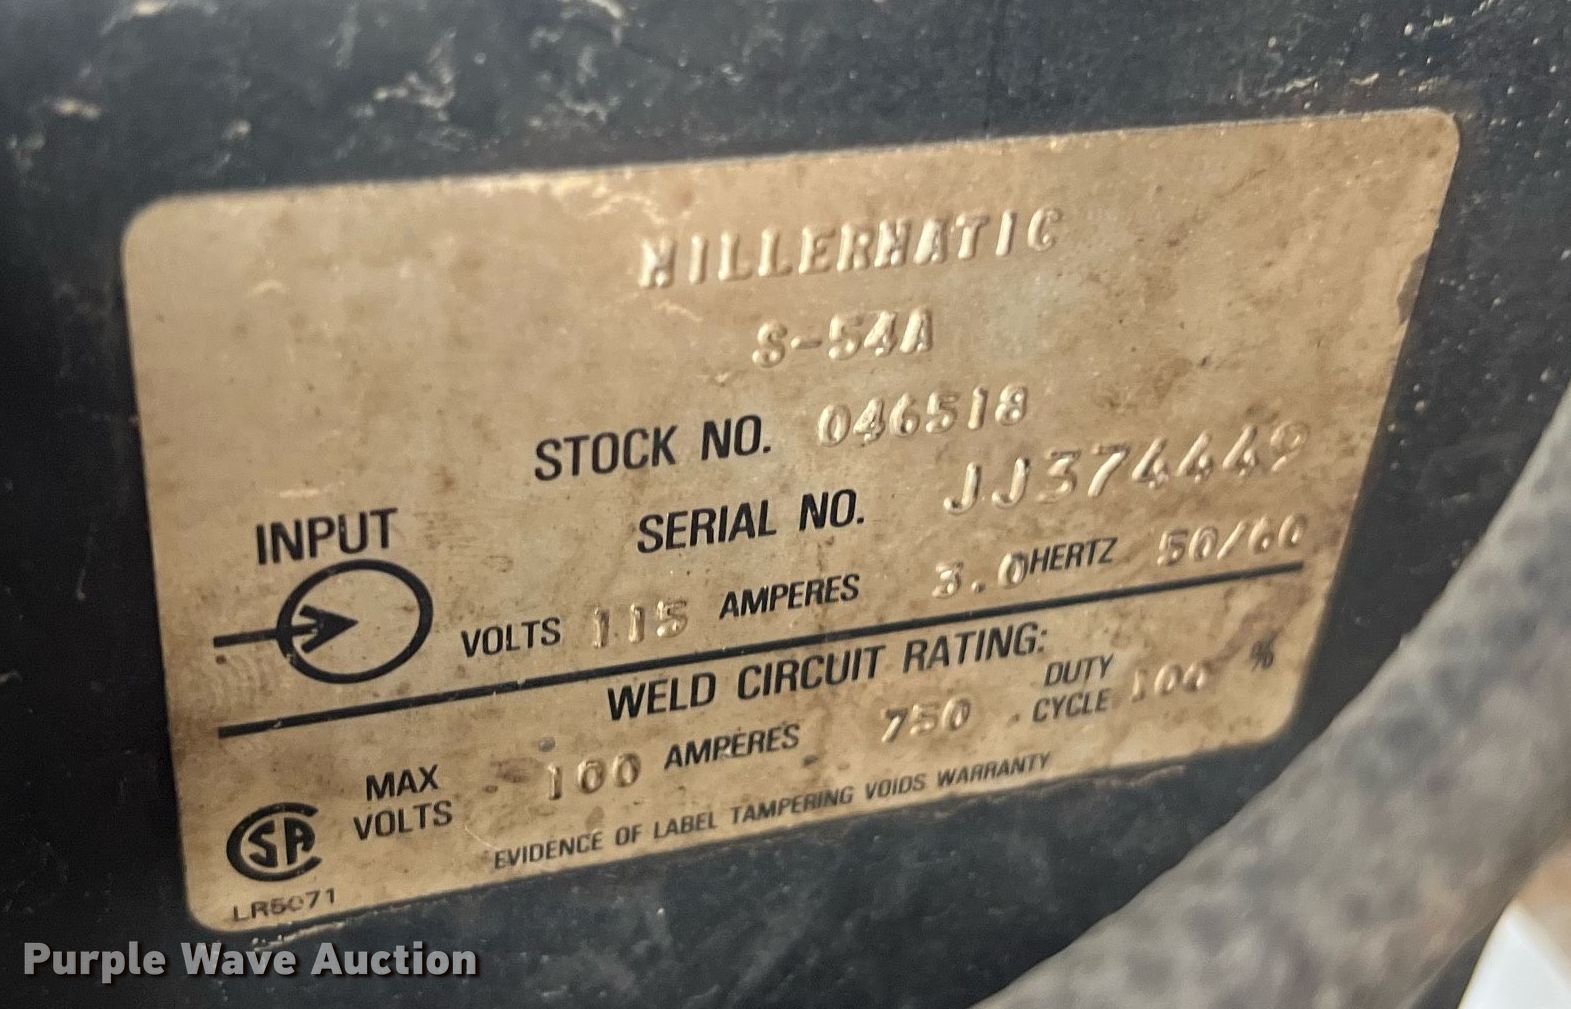 MILLERMATIC
S-54A
STOCK NO. 046518
SERIAL NO. JJ374449
INPUT
VOLTS 115 AMPERES 3.0 HERTZ 50/60
WELD CIRCUIT RATING:
MAX VOLTS 100 AMPERES 750 DUTY CYCLE 100 %
EVIDENCE OF LABEL TAMPERING VOIDS WARRANTY
SA
LR5071
Purple Wave Auction